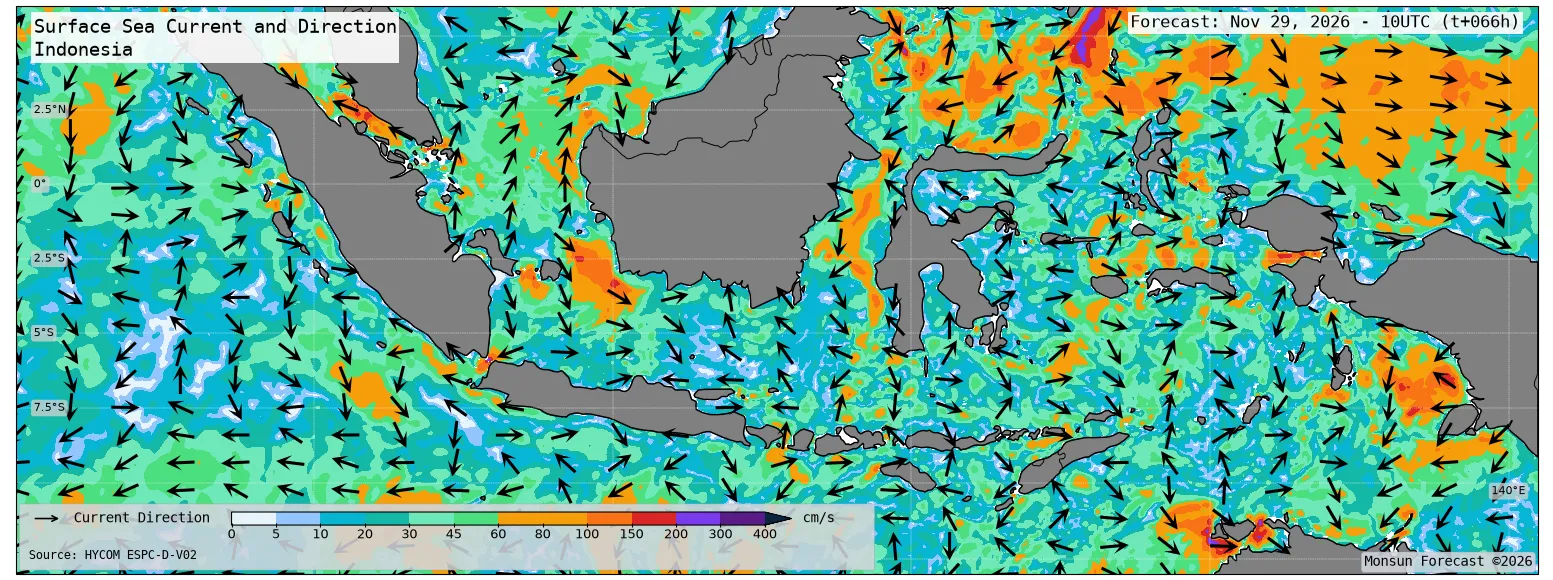 Surface Sea Current and Direction
Indonesia
Forecast: Nov 29, 2026 - 10UTC (t+066h)
2.5°N
0°
2.5°S
5°S
7.5°S
140°E
Current Direction
0 5 10 20 30 45 60 80 100 150 200 300 400 cm/s
Source: HYCOM ESPC-D-V02
Monsun Forecast ©2026